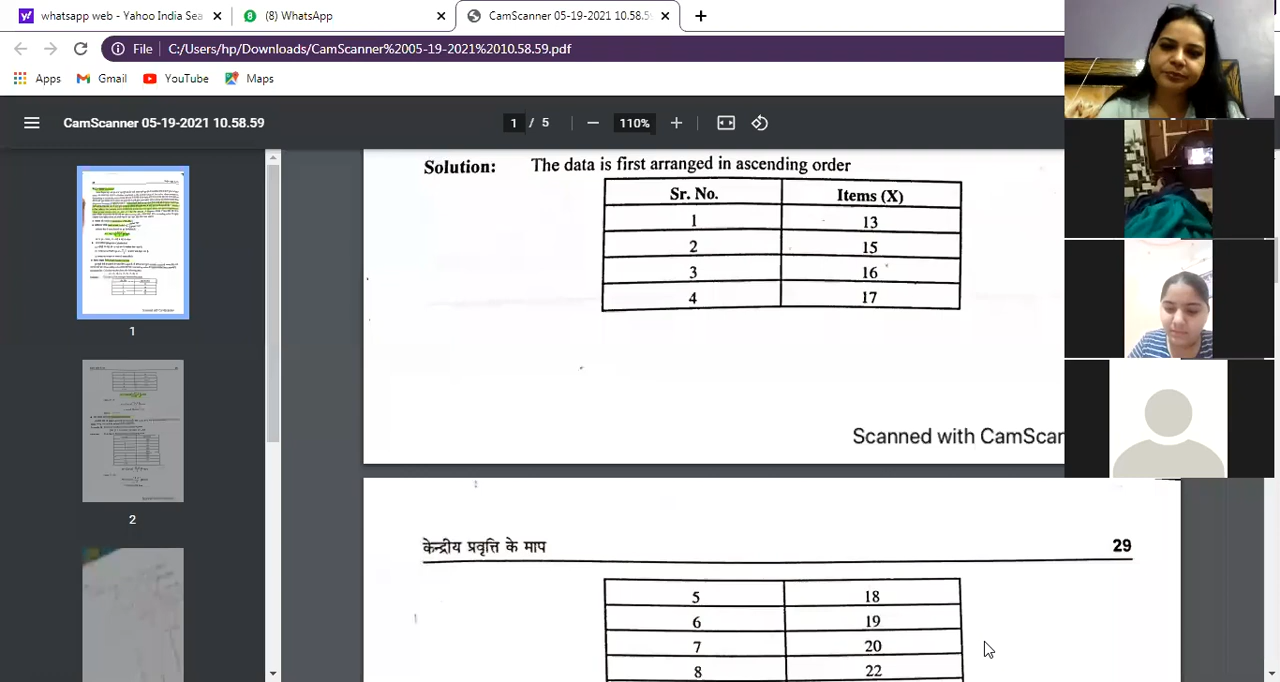 whatsapp web - Yahoo India Sea
(8) WhatsApp
CamScanner 05-19-2021 10.58.5
File C:/Users/hp/Downloads/CamScanner%2005-19-2021%2010.58.59.pdf
Apps Gmail YouTube Maps
CamScanner 05-19-2021 10.58.59
1 / 5 110%
Solution: The data is first arranged in ascending order
Sr. No. Items (X)
1 13
2 15
3 16
4 17
Scanned with CamScar
केन्द्रीय प्रवृत्ति के माप 29
5 18
6 19
7 20
8 22
1
2